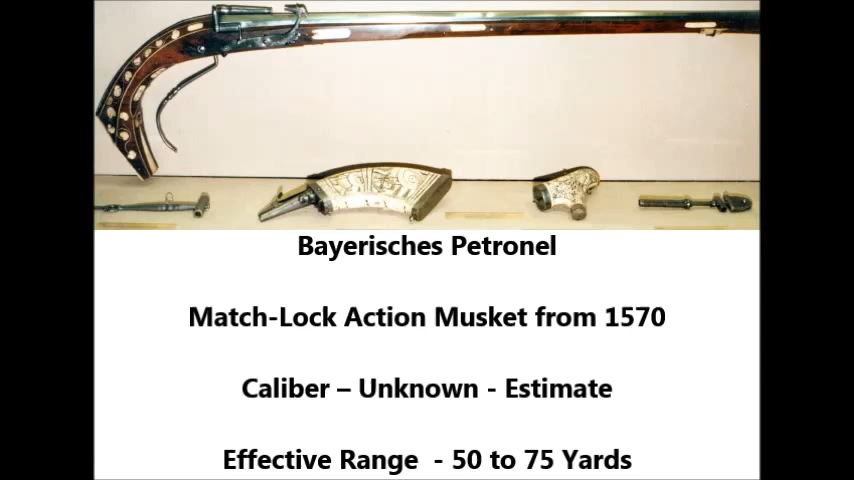 Bayerisches Petronel
Match-Lock Action Musket from 1570
Caliber – Unknown - Estimate
Effective Range  - 50 to 75 Yards